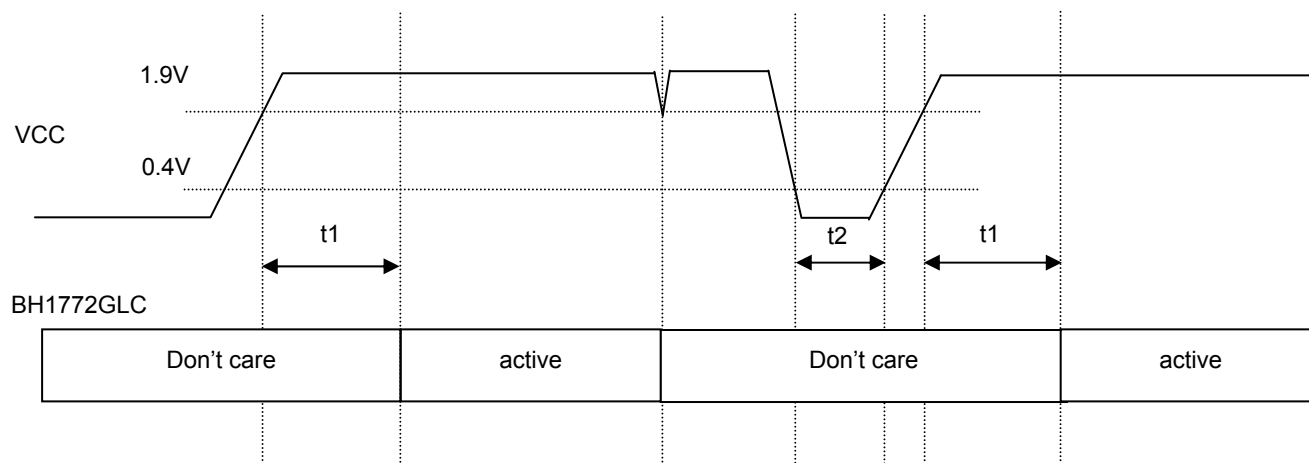 1.9V
VCC
0.4V
t1
t2
t1
BH1772GLC
Don’t care
active
Don’t care
active